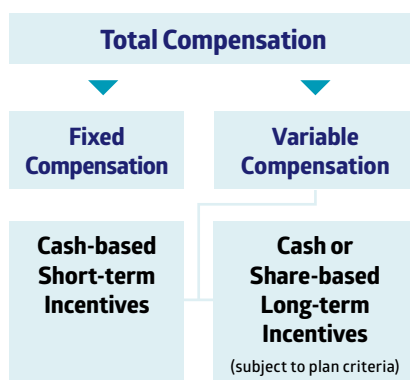 Total Compensation
Fixed
Compensation
Variable
Compensation
Cash-based
Short-term
Incentives
Cash or
Share-based
Long-term
Incentives
(subject to plan criteria)